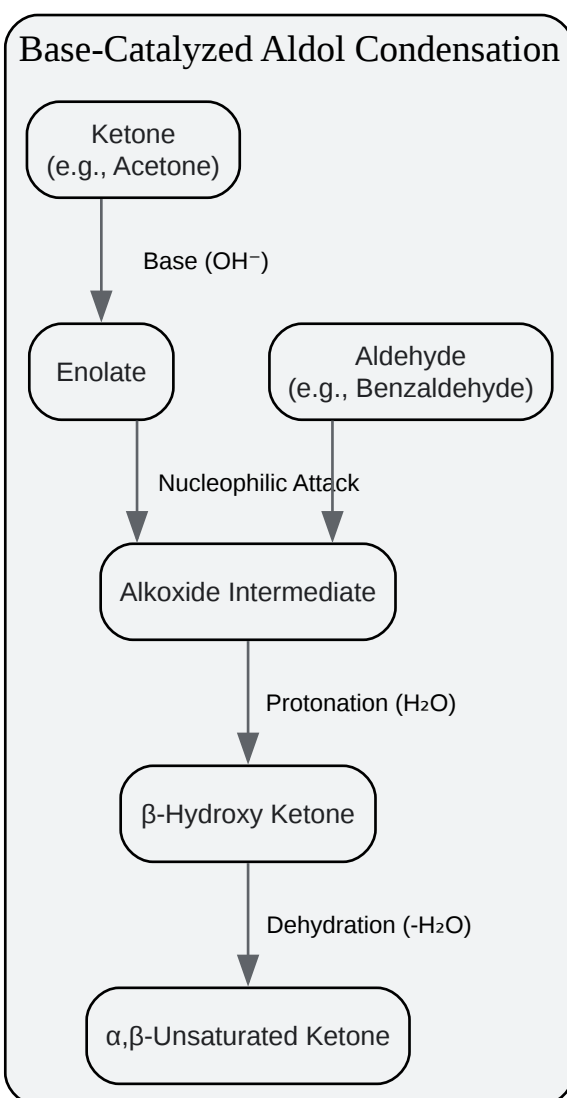 Base-Catalyzed Aldol Condensation
Ketone
(e.g., Acetone)
Base (OH⁻)
Enolate
Aldehyde
(e.g., Benzaldehyde)
Nucleophilic Attack
Alkoxide Intermediate
Protonation (H₂O)
β-Hydroxy Ketone
Dehydration (-H₂O)
α,β-Unsaturated Ketone